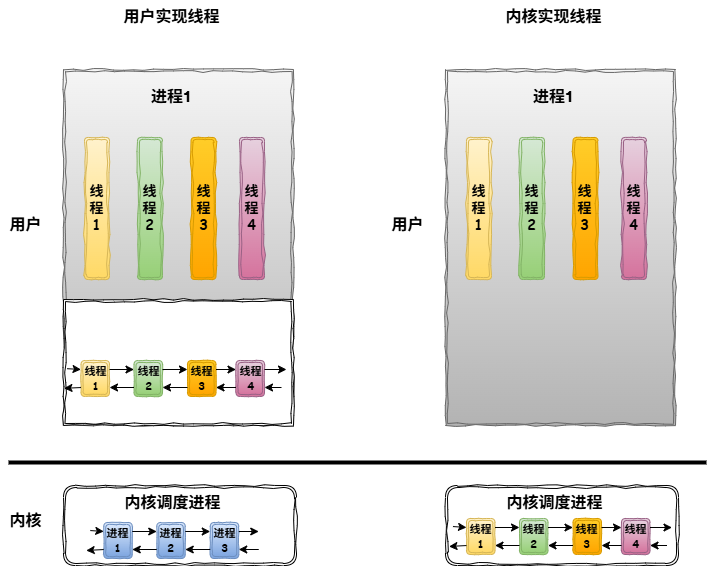 用户实现线程
内核实现线程
进程1
线
程
1
线
程
2
线
程
3
线
程
4
用户
线程
1
线程
2
线程
3
线程
4
进程1
线
程
1
线
程
2
线
程
3
线
程
4
用户
内核
内核调度进程
进程
1
进程
2
进程
3
内核调度进程
线程
1
线程
2
线程
3
线程
4